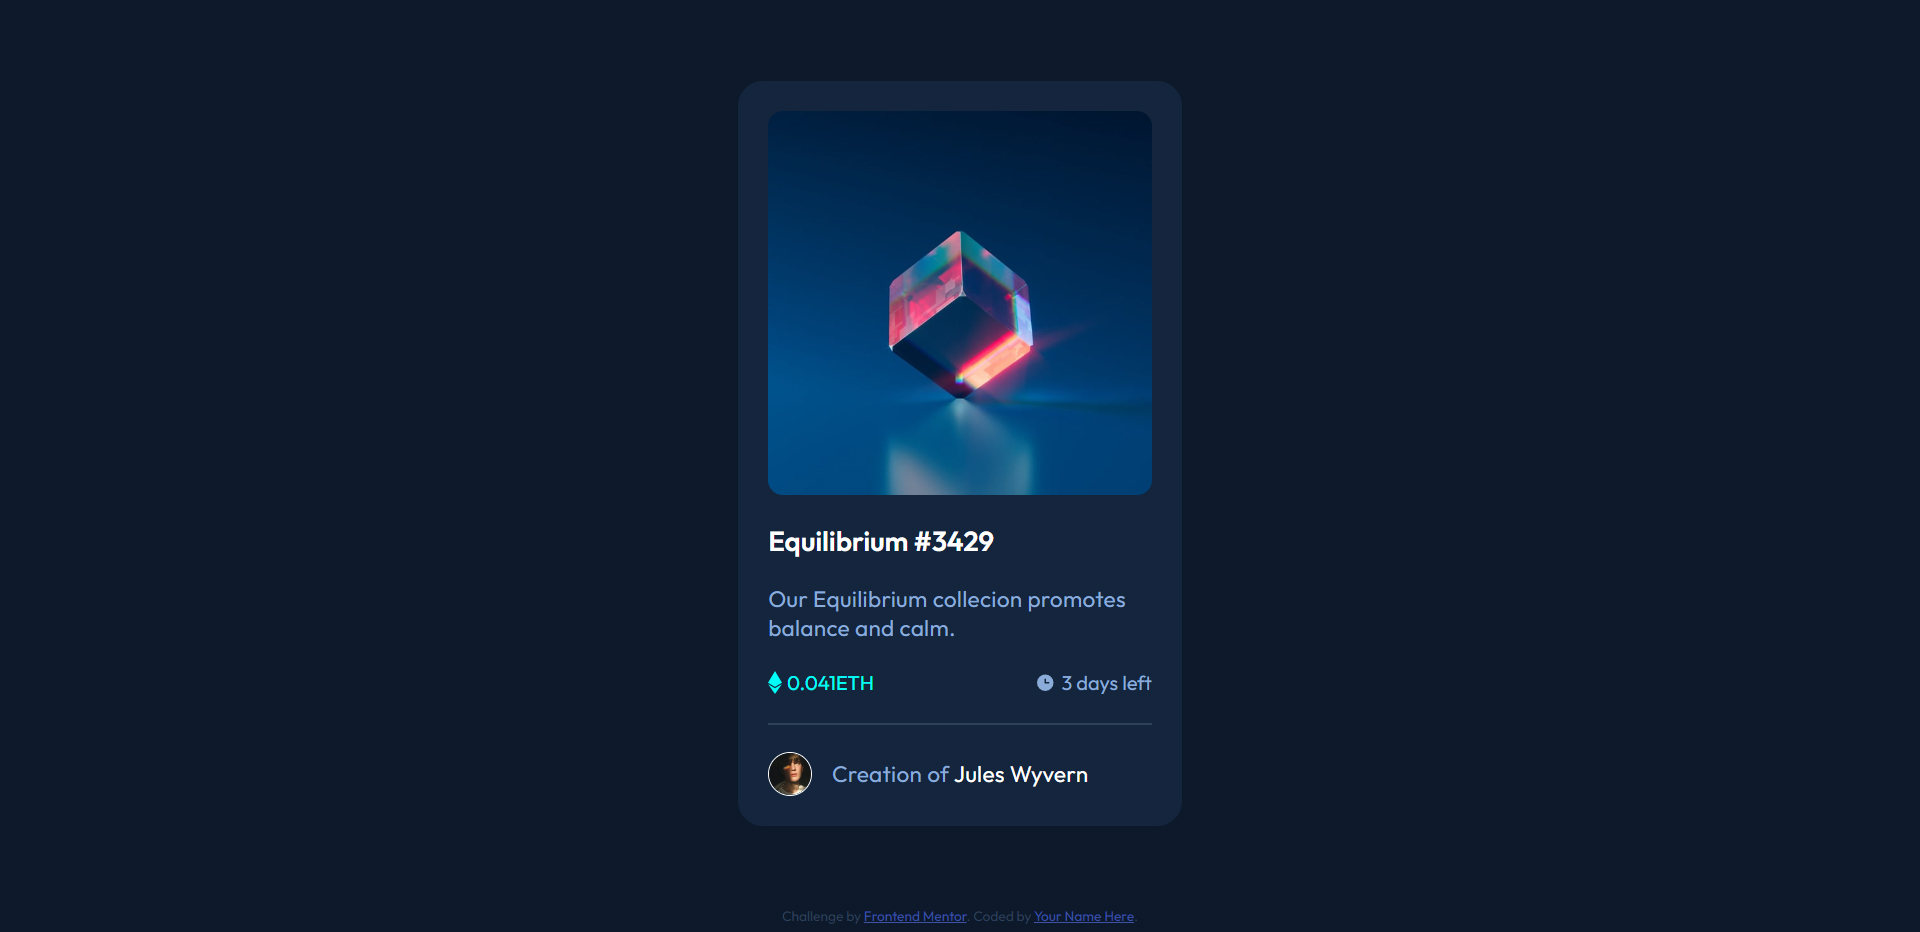 Equilibrium #3429
Our Equilibrium collecion promotes
balance and calm.
0.041ETH
3 days left
Creation of Jules Wyvern
Challenge by Frontend Mentor. Coded by Your Name Here.